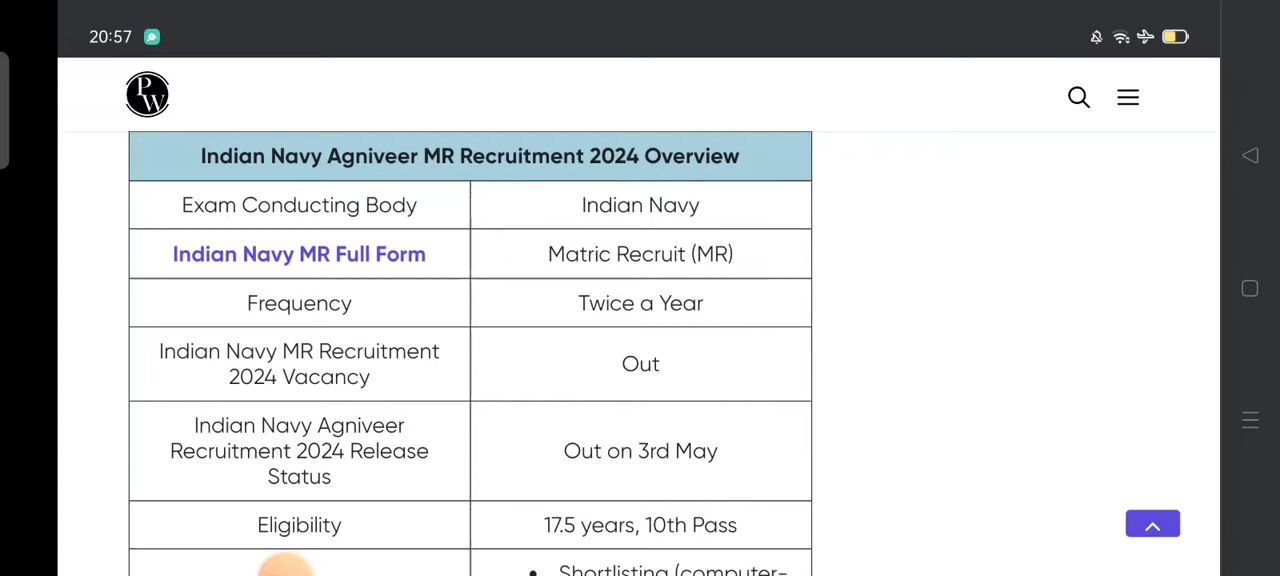 20:57
PW
Indian Navy Agniveer MR Recruitment 2024 Overview
Exam Conducting Body
Indian Navy
Indian Navy MR Full Form
Matric Recruit (MR)
Frequency
Twice a Year
Indian Navy MR Recruitment
2024 Vacancy
Out
Indian Navy Agniveer
Recruitment 2024 Release
Status
Out on 3rd May
Eligibility
17.5 years, 10th Pass
• Shortlisting (computer-